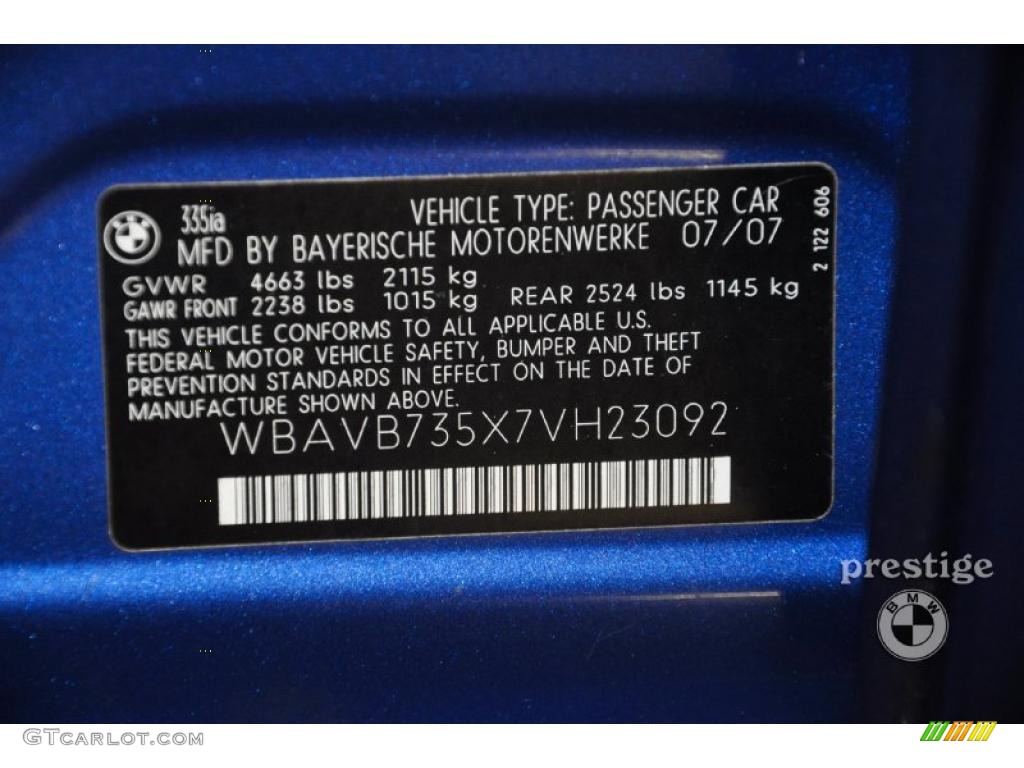 335ia
VEHICLE TYPE: PASSENGER CAR
MFD BY BAYERISCHE MOTORENWERKE 07/07
GVWR 4663 lbs 2115 kg
GAWR FRONT 2238 lbs 1015 kg REAR 2524 lbs 1145 kg
THIS VEHICLE CONFORMS TO ALL APPLICABLE U.S.
FEDERAL MOTOR VEHICLE SAFETY, BUMPER AND THEFT
PREVENTION STANDARDS IN EFFECT ON THE DATE OF
MANUFACTURE SHOWN ABOVE.
WBAVB735X7VH23092
2 122 606
prestige
BMW
GTCARLOT.COM